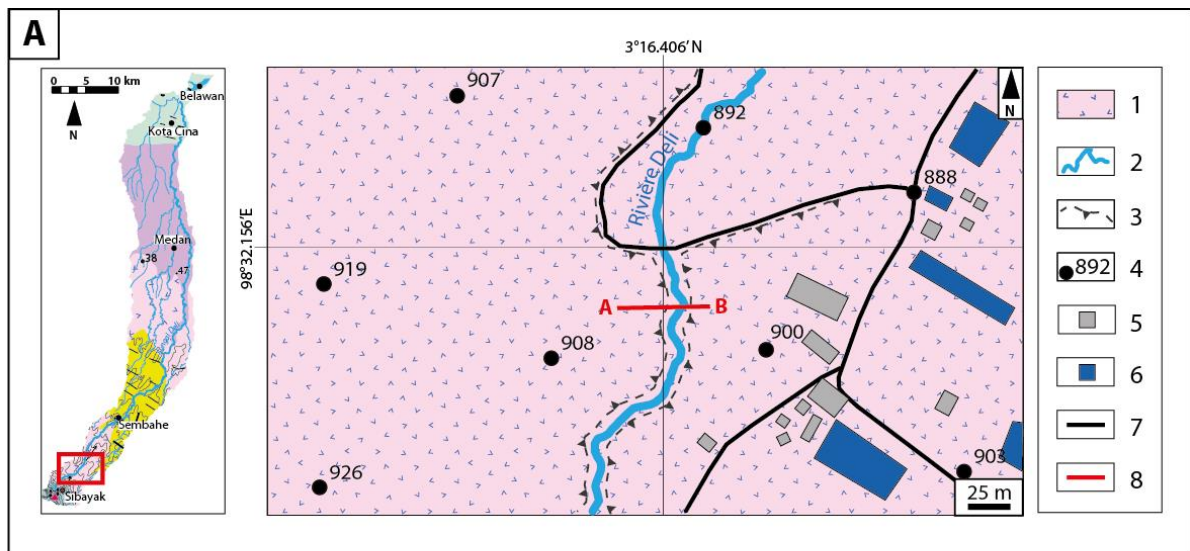 A
0 5 10 km
N
Belawan
Kota Cina
Medan
38
47
Sembahe
Sibayak
3°16.406′ N
98°32.156′E
N
907
892
Rivière Deli
888
919
A B
908
900
926
903
25 m
1
2
3
892 4
5
6
7
8